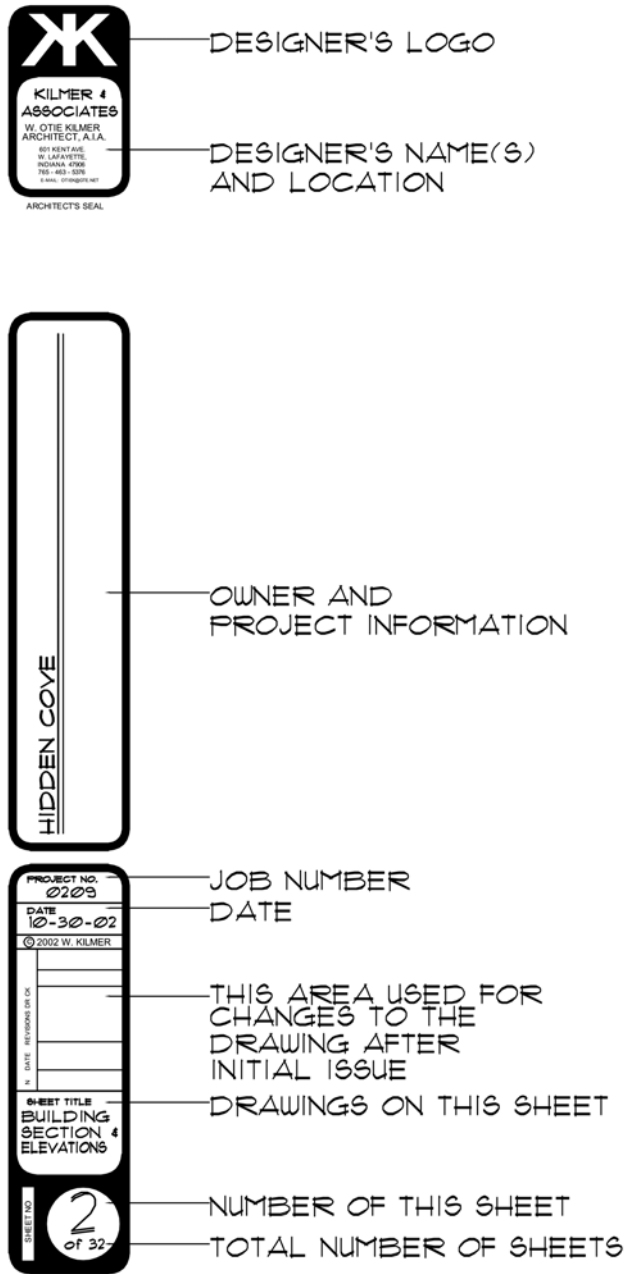 DESIGNER'S LOGO
KILMER &
ASSOCIATES
W. OTIE KILMER
ARCHITECT, A.I.A.
601 KENT AVE.
W. LAFAYETTE,
INDIANA 47906
765 - 463 - 5376
DESIGNER'S NAME(S)
AND LOCATION
ARCHITECT'S SEAL
HIDDEN COVE
OWNER AND
PROJECT INFORMATION
PROJECT NO.
0209
JOB NUMBER
DATE
10-30-02
DATE
© 2002 W. KILMER
N DATE REVISIONS DR CK
THIS AREA USED FOR
CHANGES TO THE
DRAWING AFTER
INITIAL ISSUE
SHEET TITLE
BUILDING
SECTION &
ELEVATIONS
DRAWINGS ON THIS SHEET
SHEET NO
2
of 32
NUMBER OF THIS SHEET
TOTAL NUMBER OF SHEETS